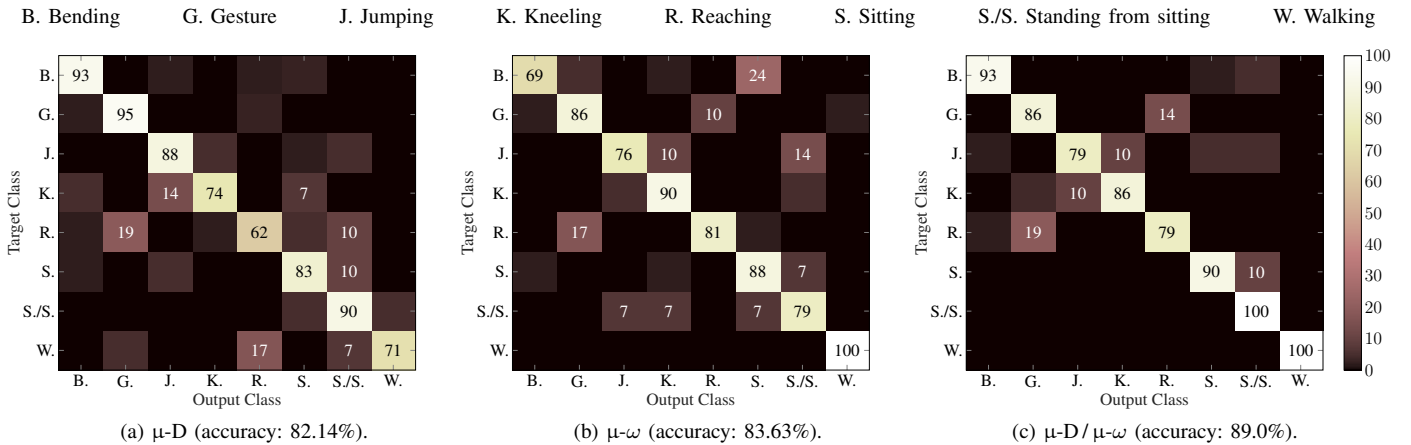 B. Bending G. Gesture J. Jumping K. Kneeling R. Reaching S. Sitting S./S. Standing from sitting W. Walking
Target Class
B. 93
G. 95
J. 88
K. 14 74 7
R. 19 62 10
S. 83 10
S./S. 90
W. 17 7 71
B. G. J. K. R. S. S./S. W.
Output Class
(a) μ-D (accuracy: 82.14%).
Target Class
B. 69 24
G. 86 10
J. 76 10 14
K. 90
R. 17 81
S. 88 7
S./S. 7 7 7 79
W. 100
B. G. J. K. R. S. S./S. W.
Output Class
(b) μ-ω (accuracy: 83.63%).
Target Class
B. 93
G. 86 14
J. 79 10
K. 10 86
R. 19 79
S. 90 10
S./S. 100
W. 100
B. G. J. K. R. S. S./S. W.
Output Class
(c) μ-D / μ-ω (accuracy: 89.0%).
100
90
80
70
60
50
40
30
20
10
0